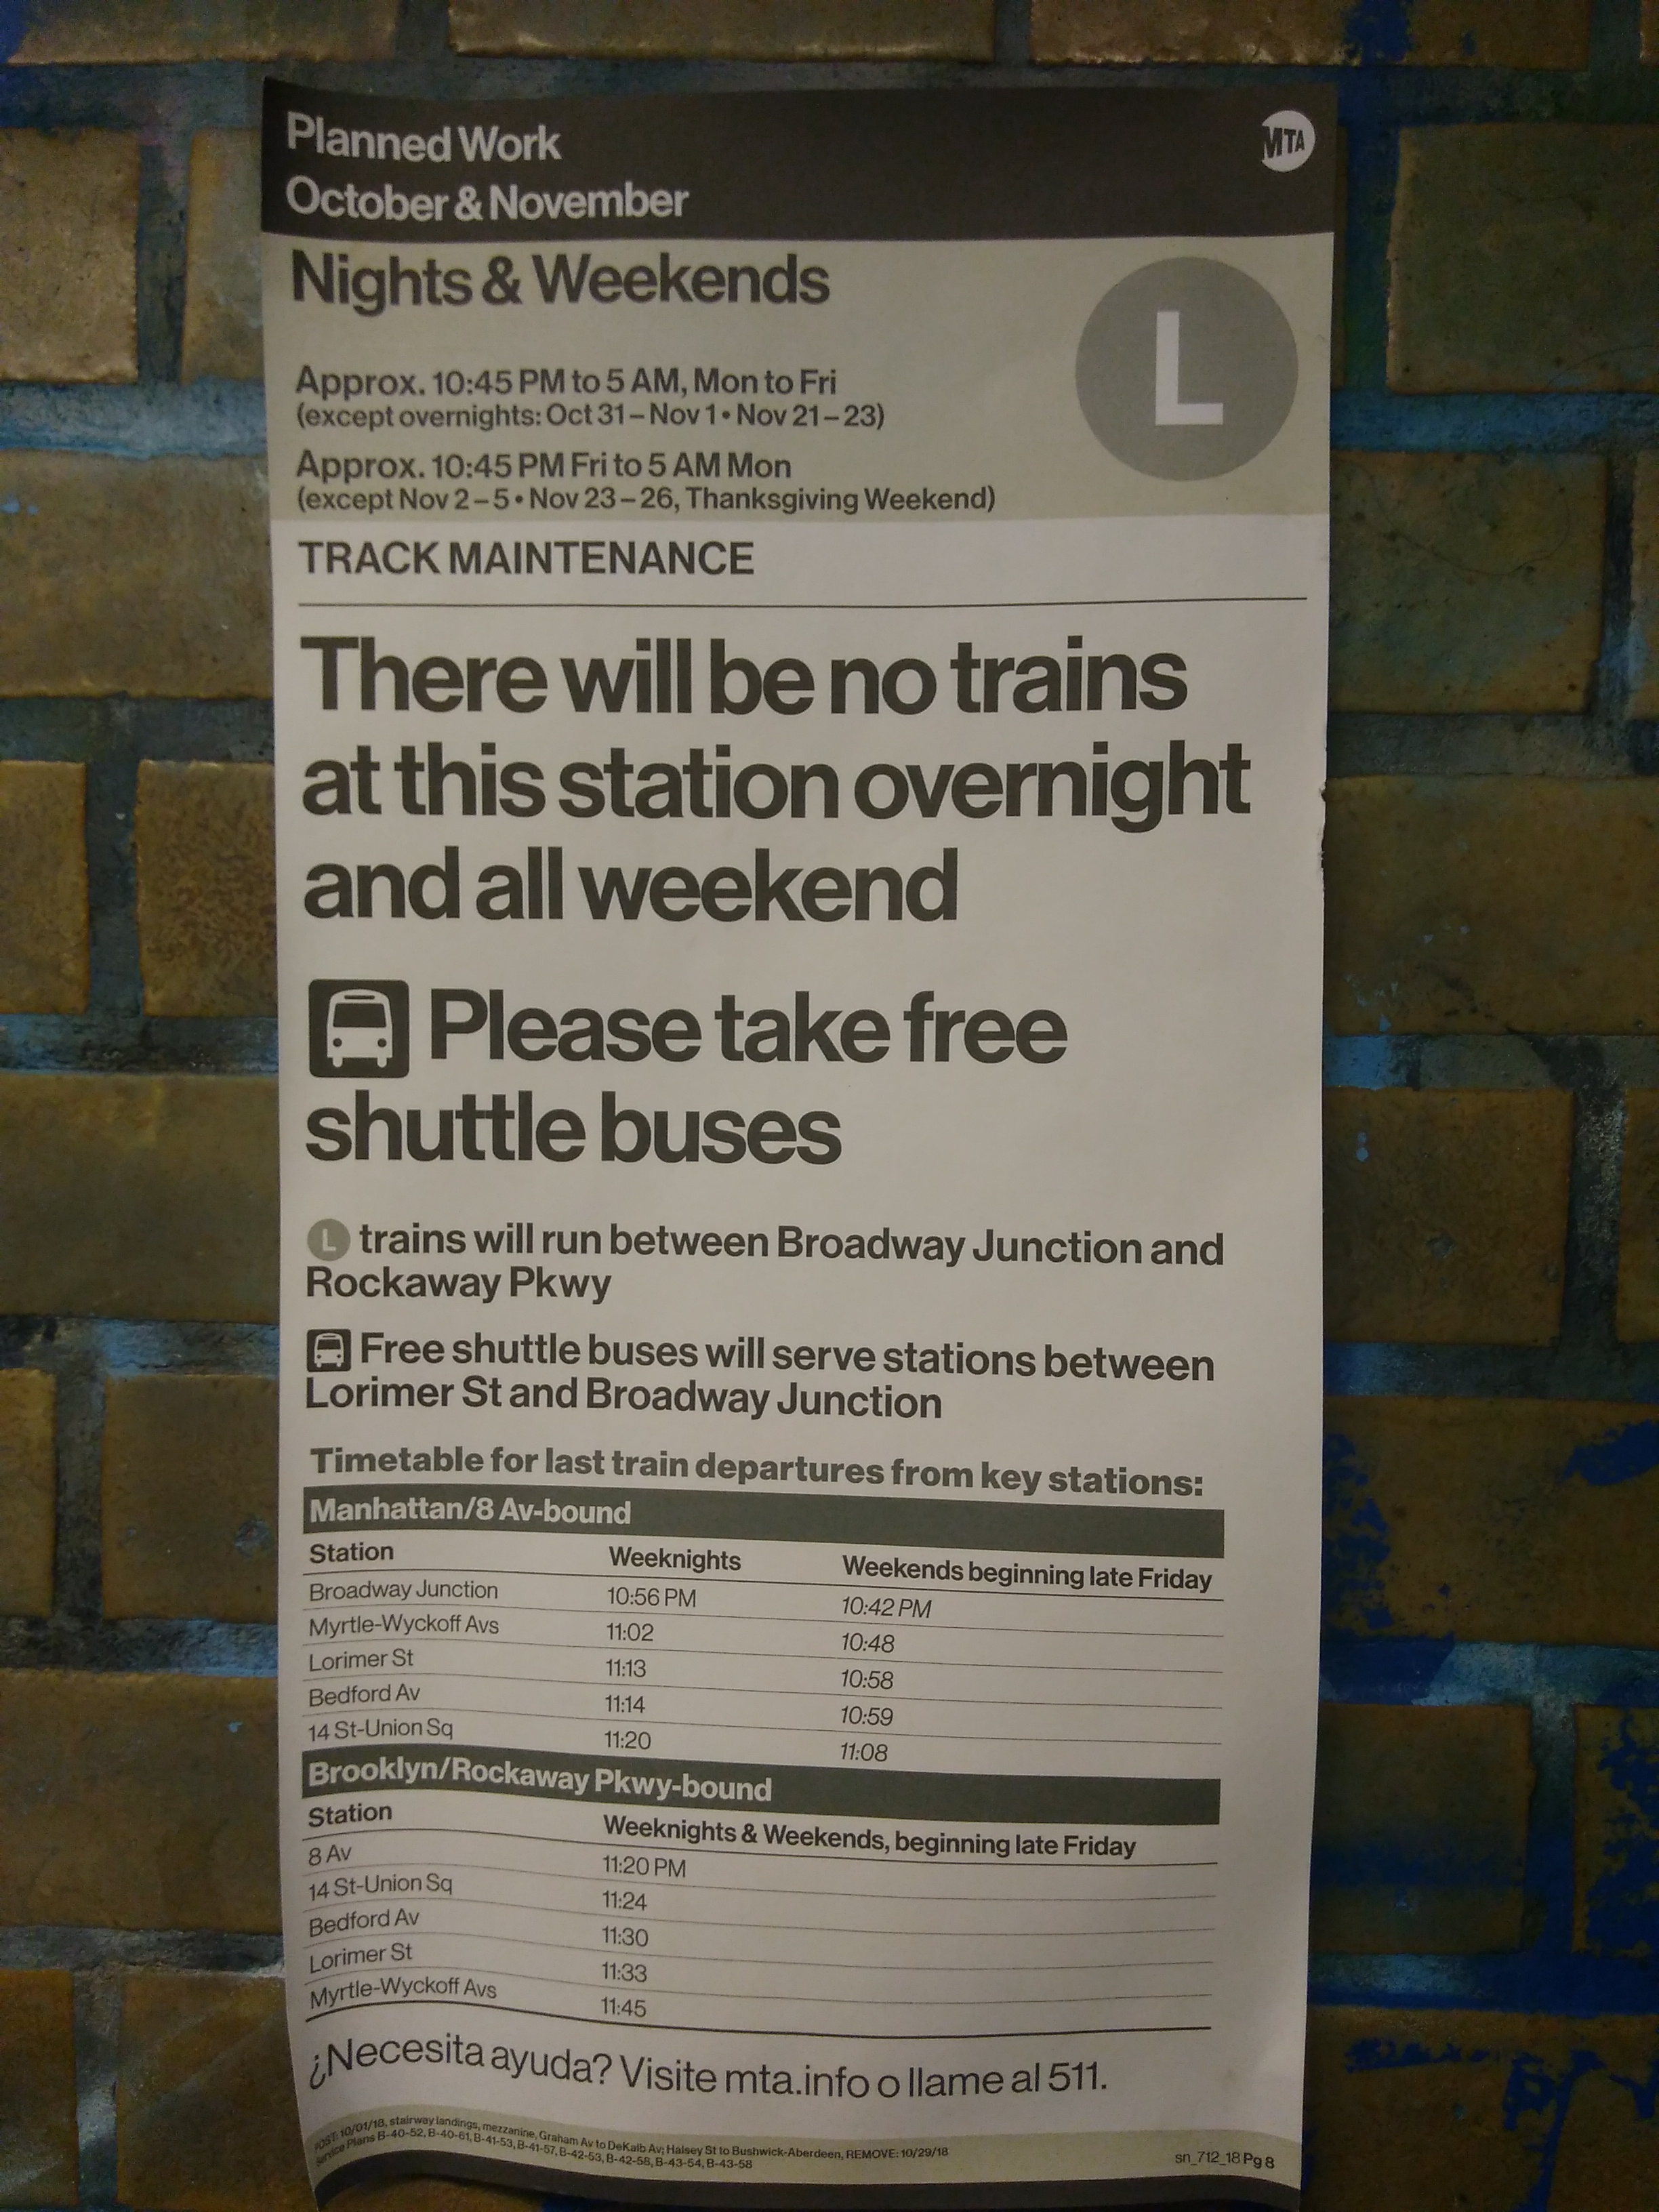 Planned Work
October & November
MTA
Nights & Weekends
L
Approx. 10:45 PM to 5 AM, Mon to Fri
(except overnights: Oct 31 – Nov 1 • Nov 21 – 23)
Approx. 10:45 PM Fri to 5 AM Mon
(except Nov 2 – 5 • Nov 23 – 26, Thanksgiving Weekend)
TRACK MAINTENANCE
There will be no trains
at this station overnight
and all weekend
Please take free
shuttle buses
L trains will run between Broadway Junction and
Rockaway Pkwy
Free shuttle buses will serve stations between
Lorimer St and Broadway Junction
Timetable for last train departures from key stations:
Manhattan/8 Av-bound
Station Weeknights Weekends beginning late Friday
Broadway Junction 10:56 PM 10:42 PM
Myrtle-Wyckoff Avs 11:02 10:48
Lorimer St 11:13 10:58
Bedford Av 11:14 10:59
14 St-Union Sq 11:20 11:08
Brooklyn/Rockaway Pkwy-bound
Station Weeknights & Weekends, beginning late Friday
8 Av 11:20 PM
14 St-Union Sq 11:24
Bedford Av 11:30
Lorimer St 11:33
Myrtle-Wyckoff Avs 11:45
¿Necesita ayuda? Visite mta.info o llame al 511.
POST: 10/01/18, stairway landings, mezzanine, Graham Av to DeKalb Av; Halsey St to Bushwick-Aberdeen, REMOVE: 10/29/18
Service Plans B-40-52, B-40-61, B-41-53, B-41-57, B-42-53, B-42-58, B-43-54, B-43-58
sn_712_18 Pg 8